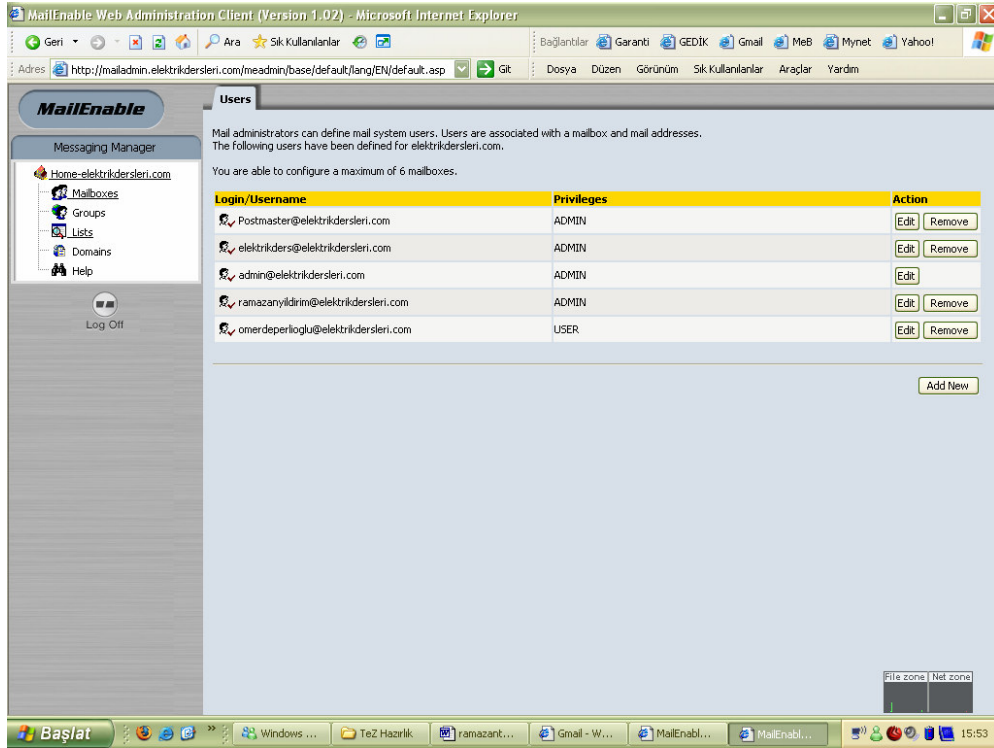 MailEnable Web Administration Client (Version 1.02) - Microsoft Internet Explorer
Geri Ara Sık Kullanılanlar Bağlantılar Garanti GEDİK Gmail MeB Mynet Yahoo!
Adres http://mailadmin.elektrikdersleri.com/meadmin/base/default/lang/EN/default.asp Git Dosya Düzen Görünüm Sık Kullanılanlar Araçlar Yardım
MailEnable
Messaging Manager
Home-elektrikdersleri.com
Mailboxes
Groups
Lists
Domains
Help
Log Off
Users
Mail administrators can define mail system users. Users are associated with a mailbox and mail addresses.
The following users have been defined for elektrikdersleri.com.
You are able to configure a maximum of 6 mailboxes.
Login/Username Privileges Action
Postmaster@elektrikdersleri.com ADMIN Edit Remove
elektrikders@elektrikdersleri.com ADMIN Edit Remove
admin@elektrikdersleri.com ADMIN Edit
ramazanyildirim@elektrikdersleri.com ADMIN Edit Remove
omerdeperlioglu@elektrikdersleri.com USER Edit Remove
Add New
File zone Net zone
Başlat » Windows ... TeZ Hazırlık ramazant... Gmail - W... MailEnabl... MailEnabl... 15:53